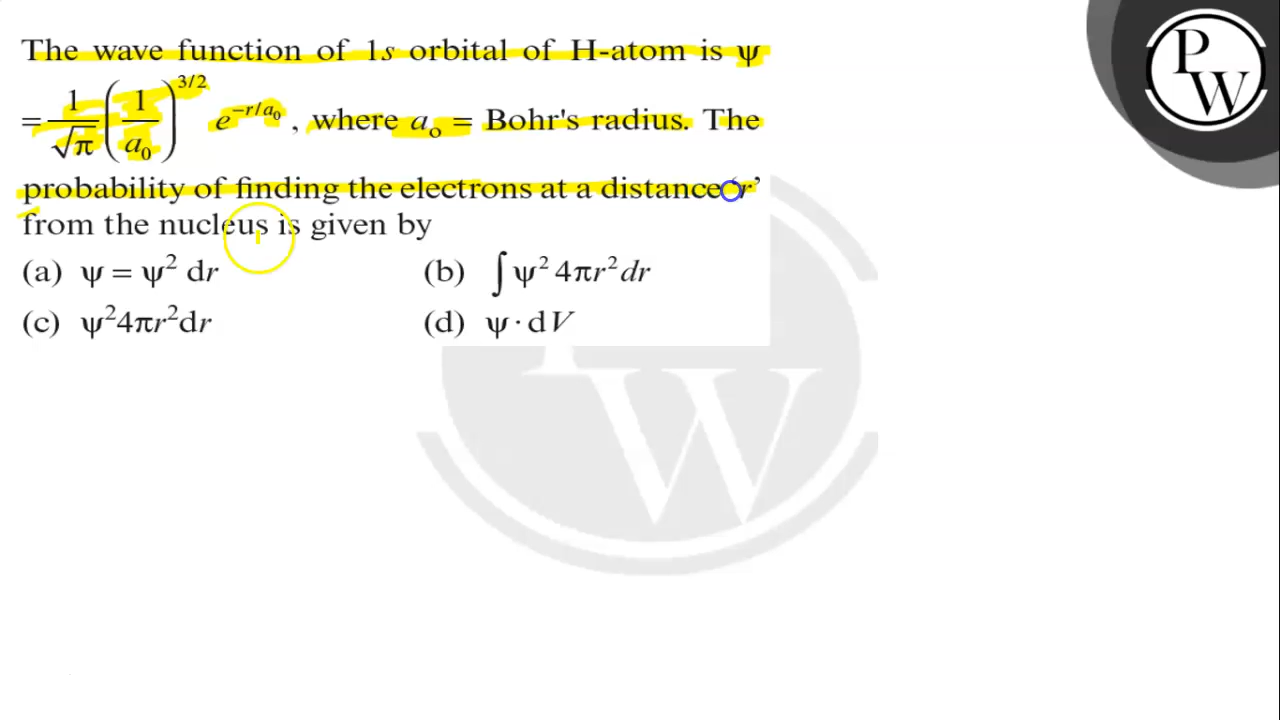 The wave function of 1s orbital of H-atom is ψ
= 1/√π (1/a₀)^3/2 e^−r/a₀ , where aₒ = Bohr's radius. The
probability of finding the electrons at a distance r’
from the nucleus is given by
(a) ψ = ψ² dr (b) ∫ψ² 4πr² dr
(c) ψ²4πr²dr (d) ψ · dV
P
W
W